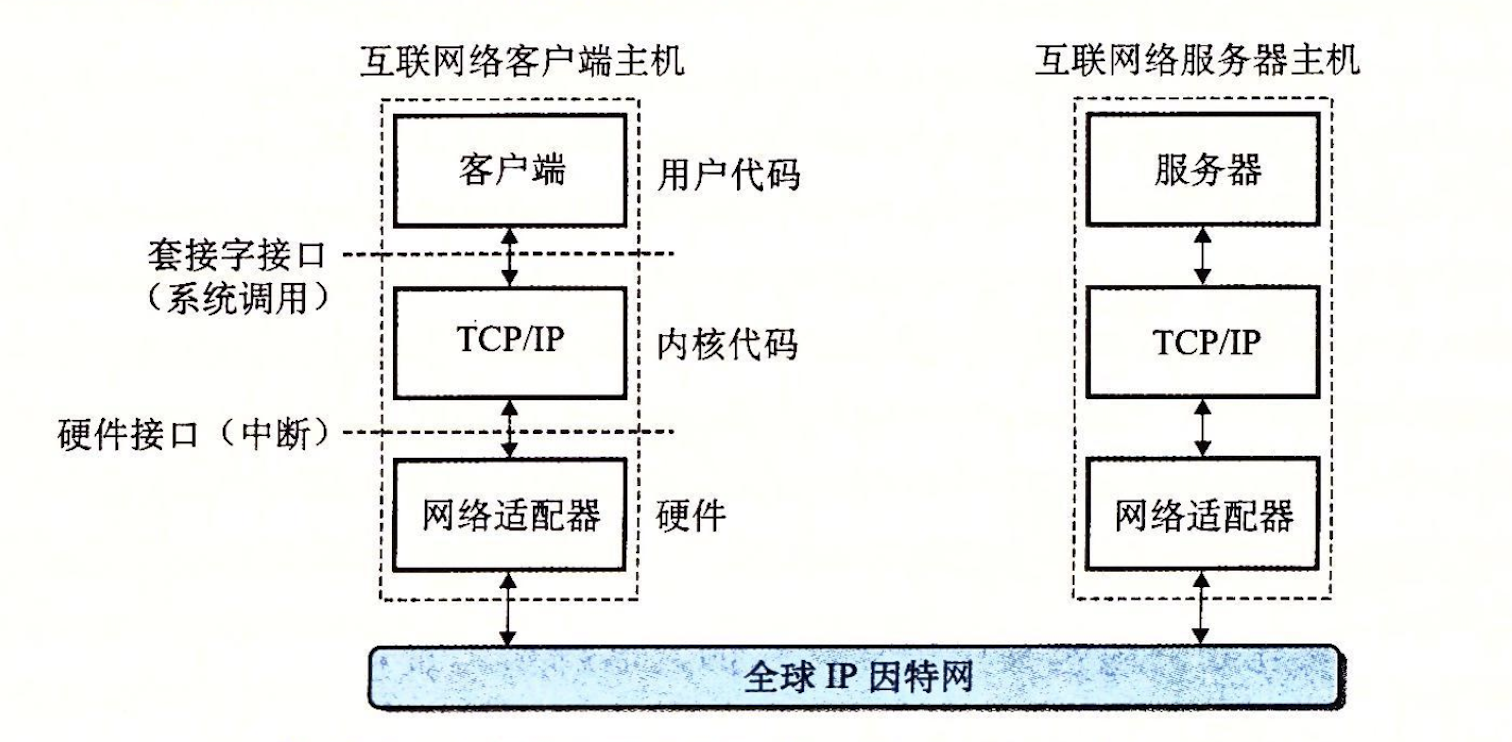 互联网络客户端主机
互联网络服务器主机
客户端
用户代码
服务器
套接字接口
（系统调用）
TCP/IP
内核代码
TCP/IP
硬件接口（中断）
网络适配器
硬件
网络适配器
全球 IP 因特网